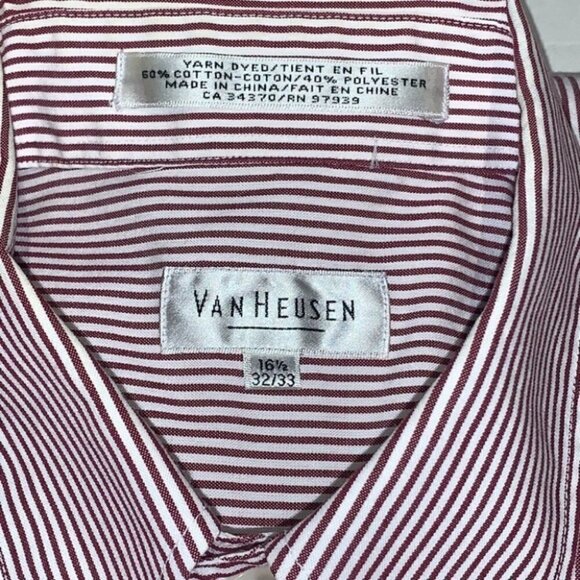 YARN DYED/TIENT EN FIL
60% COTTON-COTON/40% POLYESTER
MADE IN CHINA/FAIT EN CHINE
CA 34370/RN 97939
VAN HEUSEN
16½
32/33